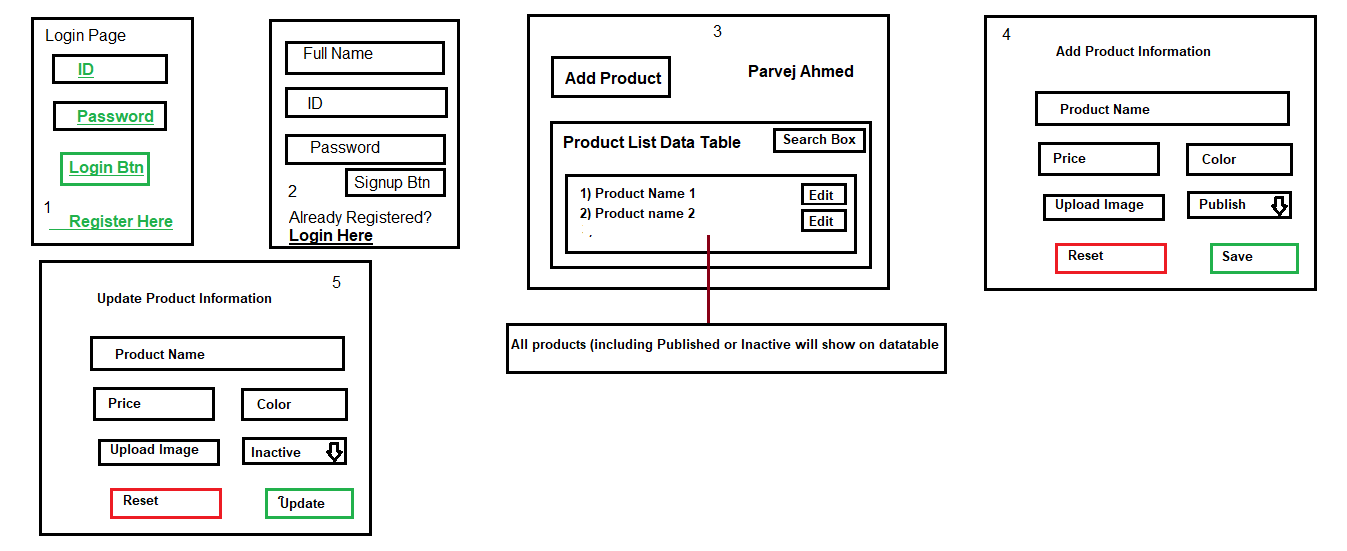 Login Page
ID
Password
Login Btn
1
Register Here
Full Name
ID
Password
Signup Btn
2
Already Registered?
Login Here
3
Add Product
Parvej Ahmed
Product List Data Table
Search Box
1) Product Name 1
Edit
2) Product name 2
Edit
All products (including Published or Inactive will show on datatable
4
Add Product Information
Product Name
Price
Color
Upload Image
Publish
Reset
Save
5
Update Product Information
Product Name
Price
Color
Upload Image
Inactive
Reset
Update